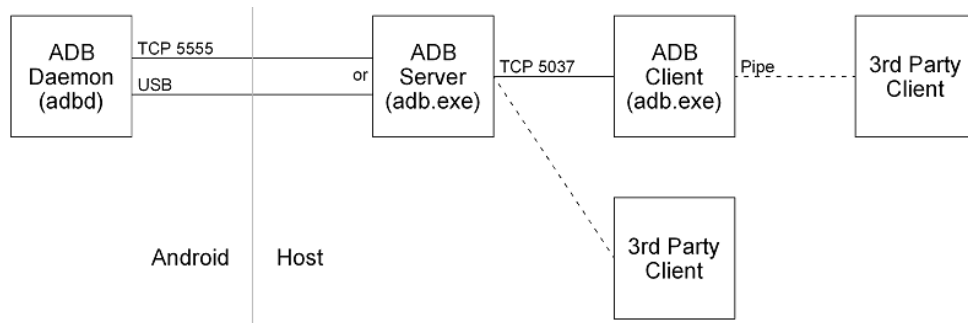 ADB
Daemon
(adbd)
TCP 5555
USB
or
ADB
Server
(adb.exe)
TCP 5037
ADB
Client
(adb.exe)
Pipe
3rd Party
Client
3rd Party
Client
Android
Host